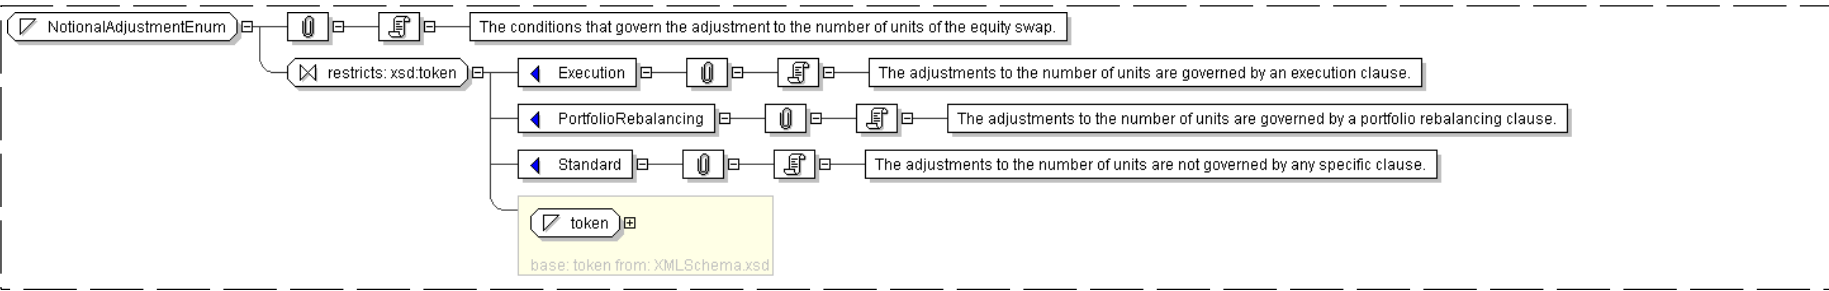 NotionalAdjustmentEnum
The conditions that govern the adjustment to the number of units of the equity swap.
restricts: xsd:token
Execution
The adjustments to the number of units are governed by an execution clause.
PortfolioRebalancing
The adjustments to the number of units are governed by a portfolio rebalancing clause.
Standard
The adjustments to the number of units are not governed by any specific clause.
token
base: token from: XMLSchema.xsd